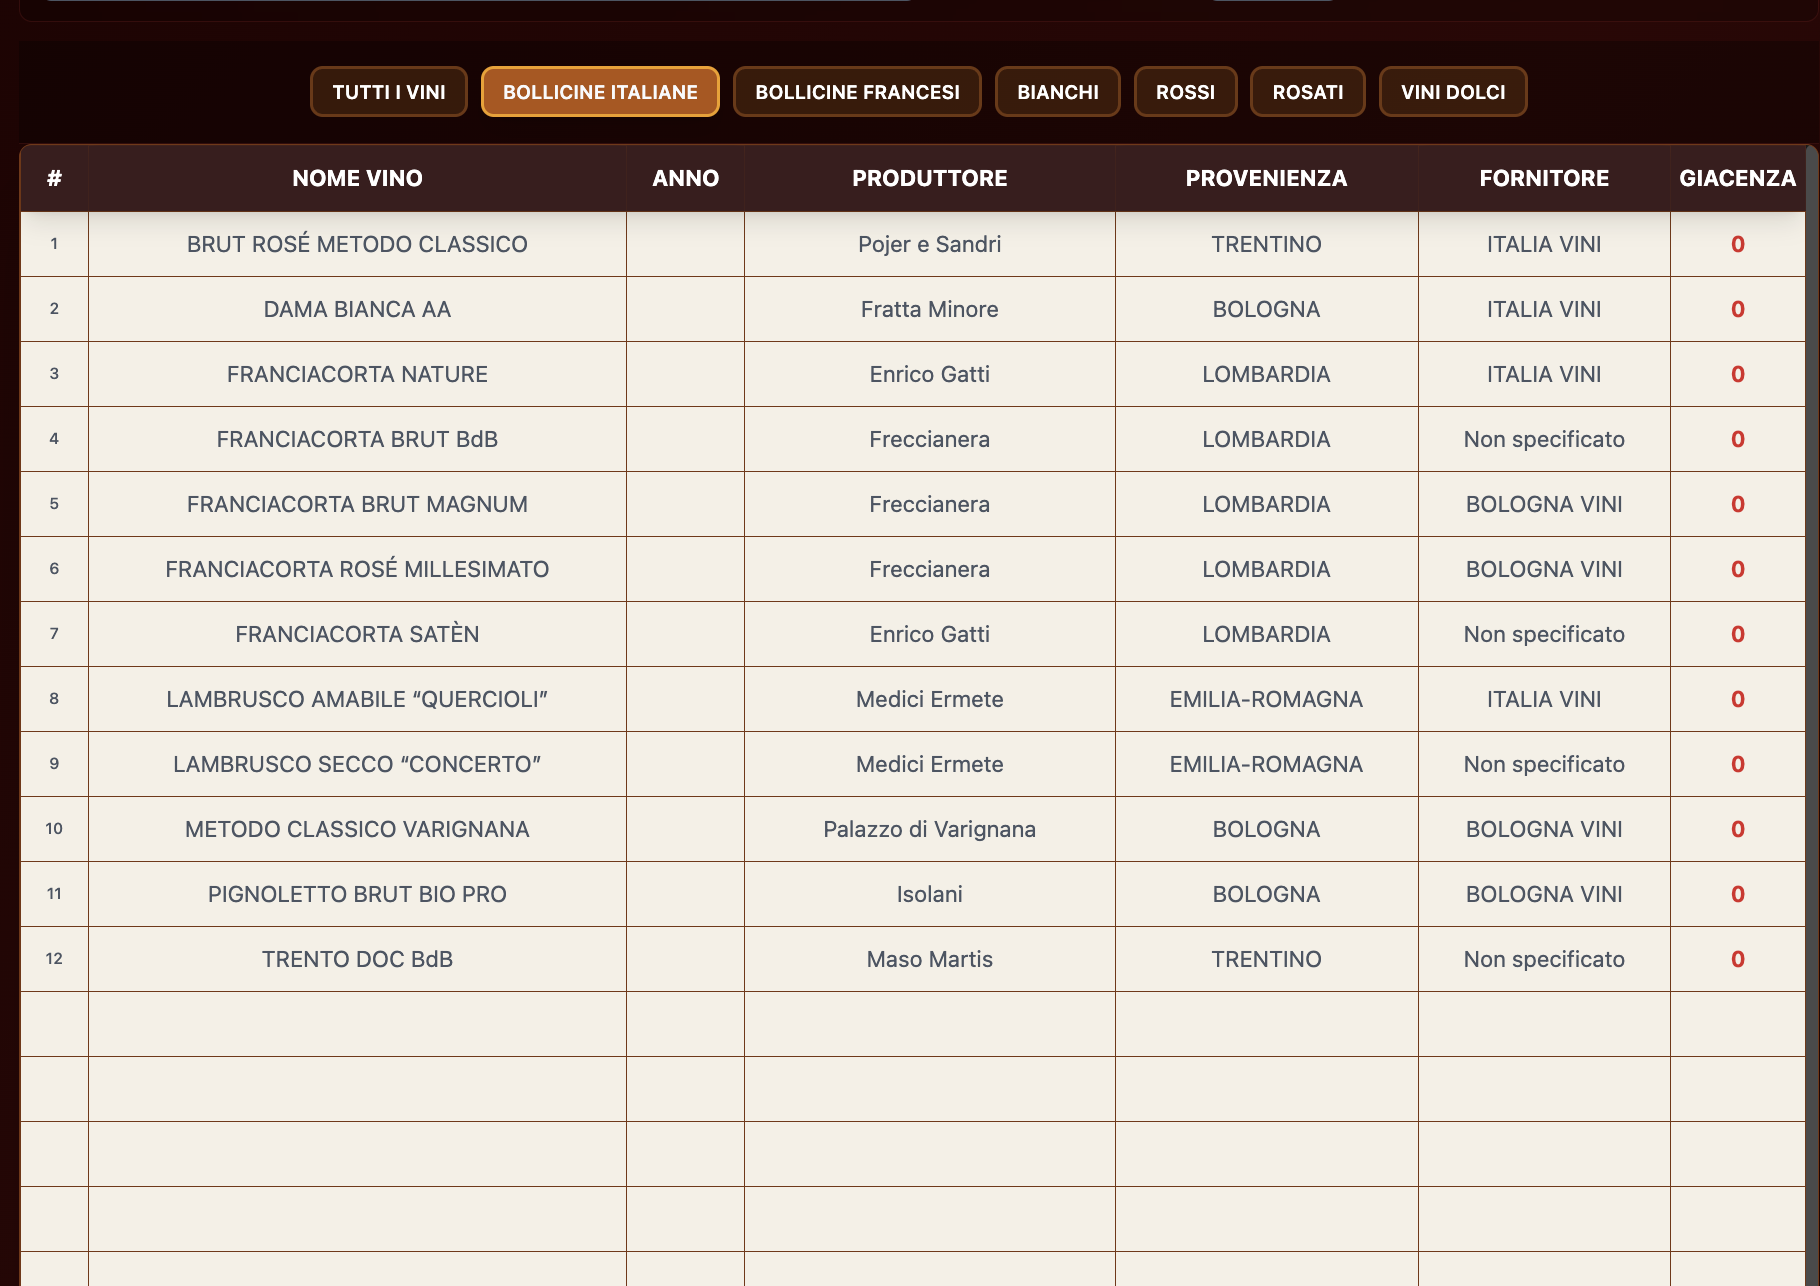 TUTTI I VINI BOLLICINE ITALIANE BOLLICINE FRANCESI BIANCHI ROSSI ROSATI VINI DOLCI
# NOME VINO ANNO PRODUTTORE PROVENIENZA FORNITORE GIACENZA
1 BRUT ROSÉ METODO CLASSICO Pojer e Sandri TRENTINO ITALIA VINI 0
2 DAMA BIANCA AA Fratta Minore BOLOGNA ITALIA VINI 0
3 FRANCIACORTA NATURE Enrico Gatti LOMBARDIA ITALIA VINI 0
4 FRANCIACORTA BRUT BdB Freccianera LOMBARDIA Non specificato 0
5 FRANCIACORTA BRUT MAGNUM Freccianera LOMBARDIA BOLOGNA VINI 0
6 FRANCIACORTA ROSÉ MILLESIMATO Freccianera LOMBARDIA BOLOGNA VINI 0
7 FRANCIACORTA SATÈN Enrico Gatti LOMBARDIA Non specificato 0
8 LAMBRUSCO AMABILE “QUERCIOLI” Medici Ermete EMILIA-ROMAGNA ITALIA VINI 0
9 LAMBRUSCO SECCO “CONCERTO” Medici Ermete EMILIA-ROMAGNA Non specificato 0
10 METODO CLASSICO VARIGNANA Palazzo di Varignana BOLOGNA BOLOGNA VINI 0
11 PIGNOLETTO BRUT BIO PRO Isolani BOLOGNA BOLOGNA VINI 0
12 TRENTO DOC BdB Maso Martis TRENTINO Non specificato 0